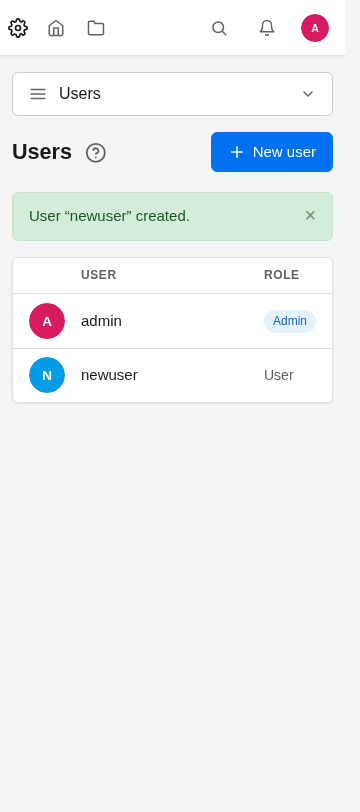 A
Users
Users
New user
User “newuser” created.
USER ROLE
A admin Admin
N newuser User